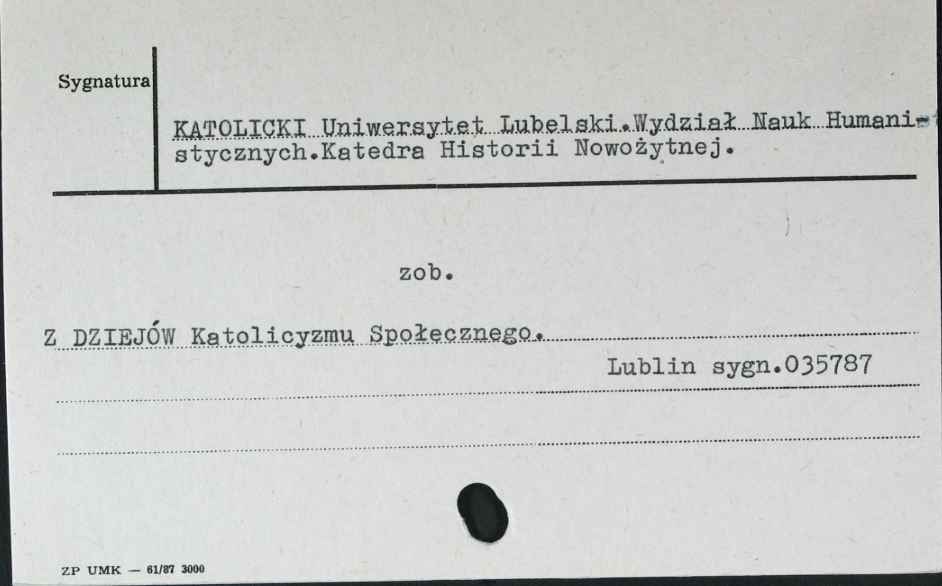 Sygnatura
KATOLICKI Uniwersytet Lubelski.Wydział Nauk Humani-
stycznych.Katedra Historii Nowożytnej.
zob.
Z DZIEJÓW Katolicyzmu Społecznego.
Lublin sygn.035787
ZP UMK — 61/87 3000